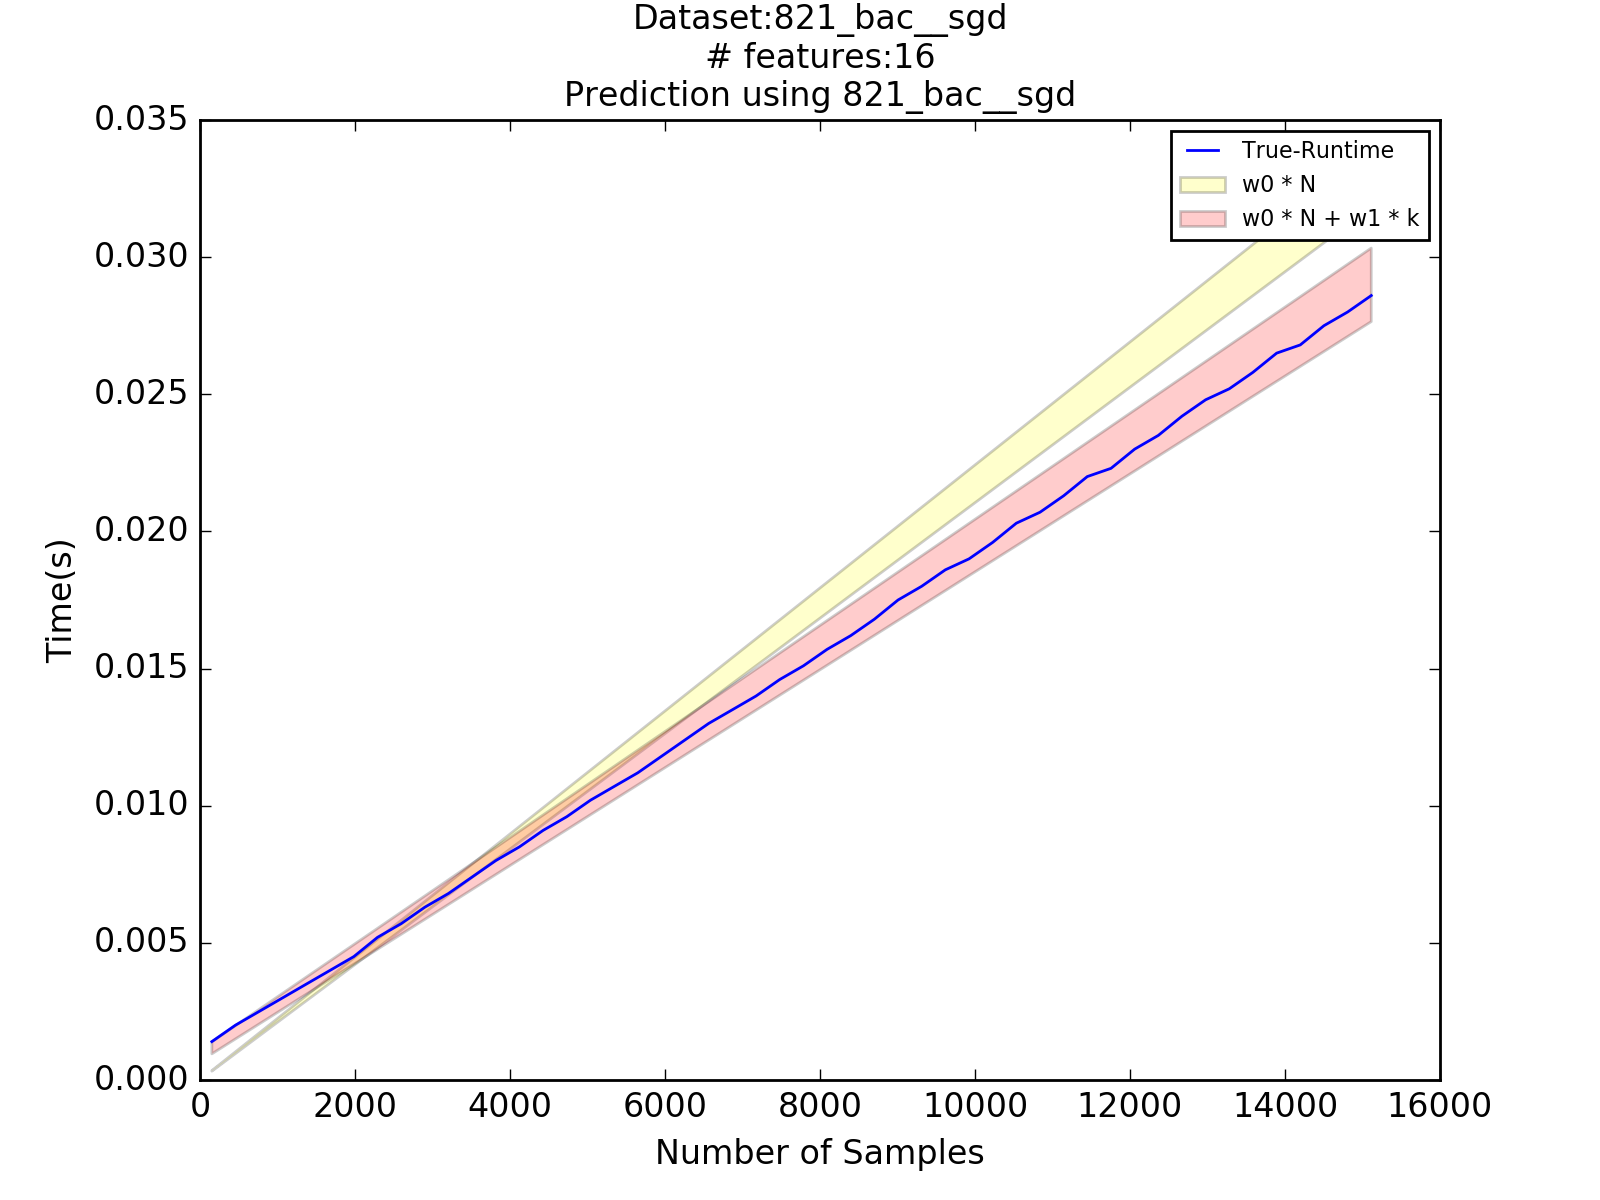 Dataset:821_bac__sgd
# features:16
Prediction using 821_bac__sgd
0.035
0.030
0.025
0.020
0.015
0.010
0.005
0.000
Time(s)
True-Runtime
w0 * N
w0 * N + w1 * k
0 2000 4000 6000 8000 10000 12000 14000 16000
Number of Samples